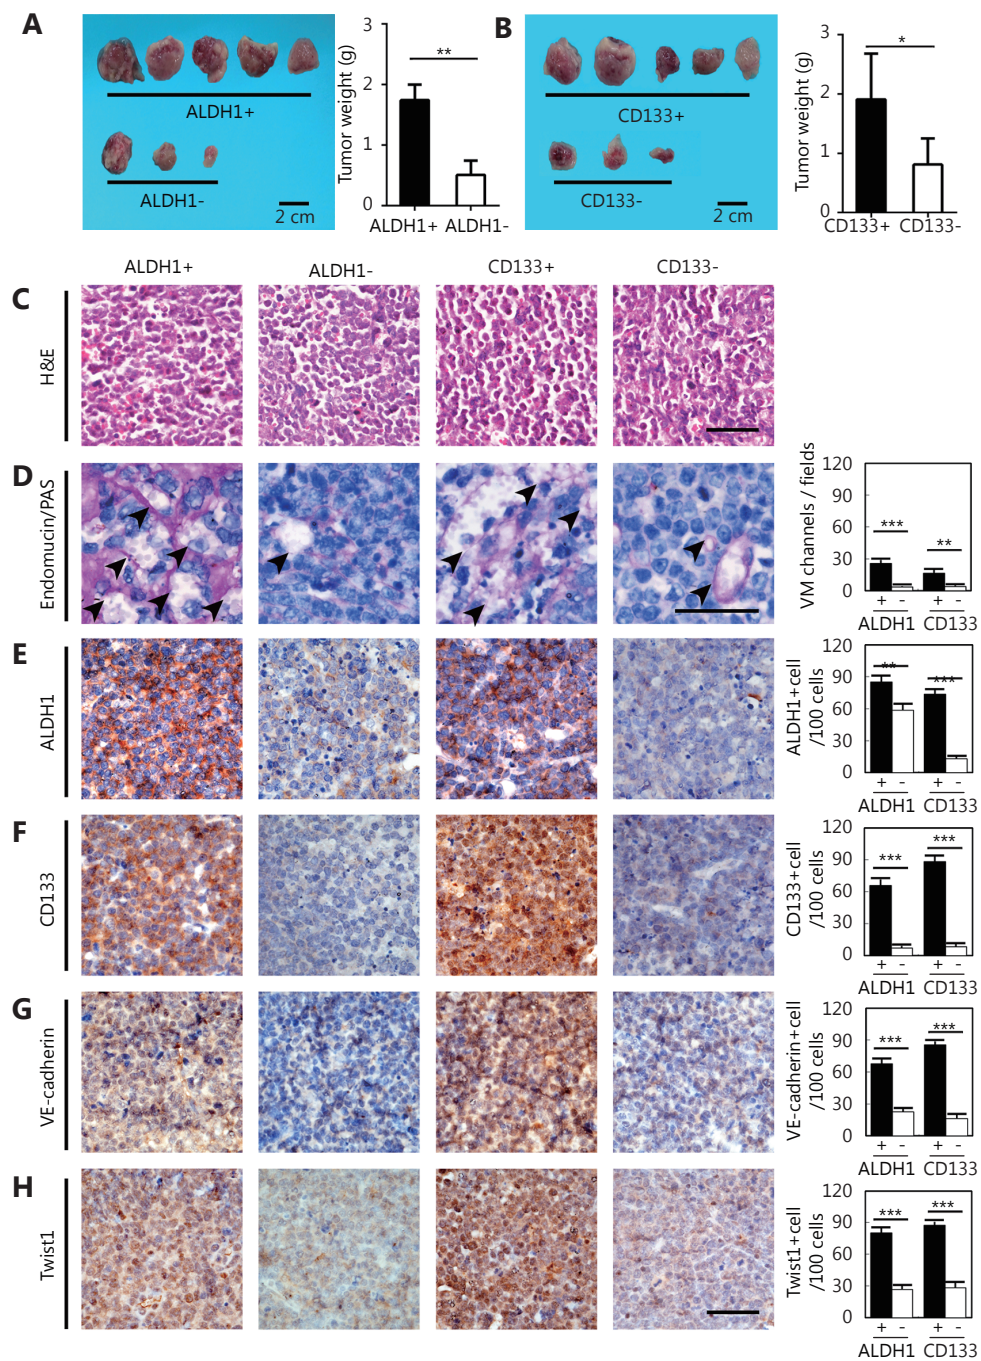 A
ALDH1+
ALDH1-
2 cm
Tumor weight (g)
3
2
1
0
**
ALDH1+ ALDH1-
B
CD133+
CD133-
2 cm
Tumor weight (g)
3
2
1
0
*
CD133+ CD133-
ALDH1+ ALDH1- CD133+ CD133-
C
H&E
D
Endomucin/PAS
VM channels / fields
120
90
60
30
0
***
**
+ - + -
ALDH1 CD133
E
ALDH1
ALDH1+cell
/100 cells
120
90
60
30
0
**
***
+ - + -
ALDH1 CD133
F
CD133
CD133+cell
/100 cells
120
90
60
30
0
***
***
+ - + -
ALDH1 CD133
G
VE-cadherin
VE-cadherin+cell
/100 cells
120
90
60
30
0
***
***
+ - + -
ALDH1 CD133
H
Twist1
Twist1+cell
/100 cells
120
90
60
30
0
***
***
+ - + -
ALDH1 CD133